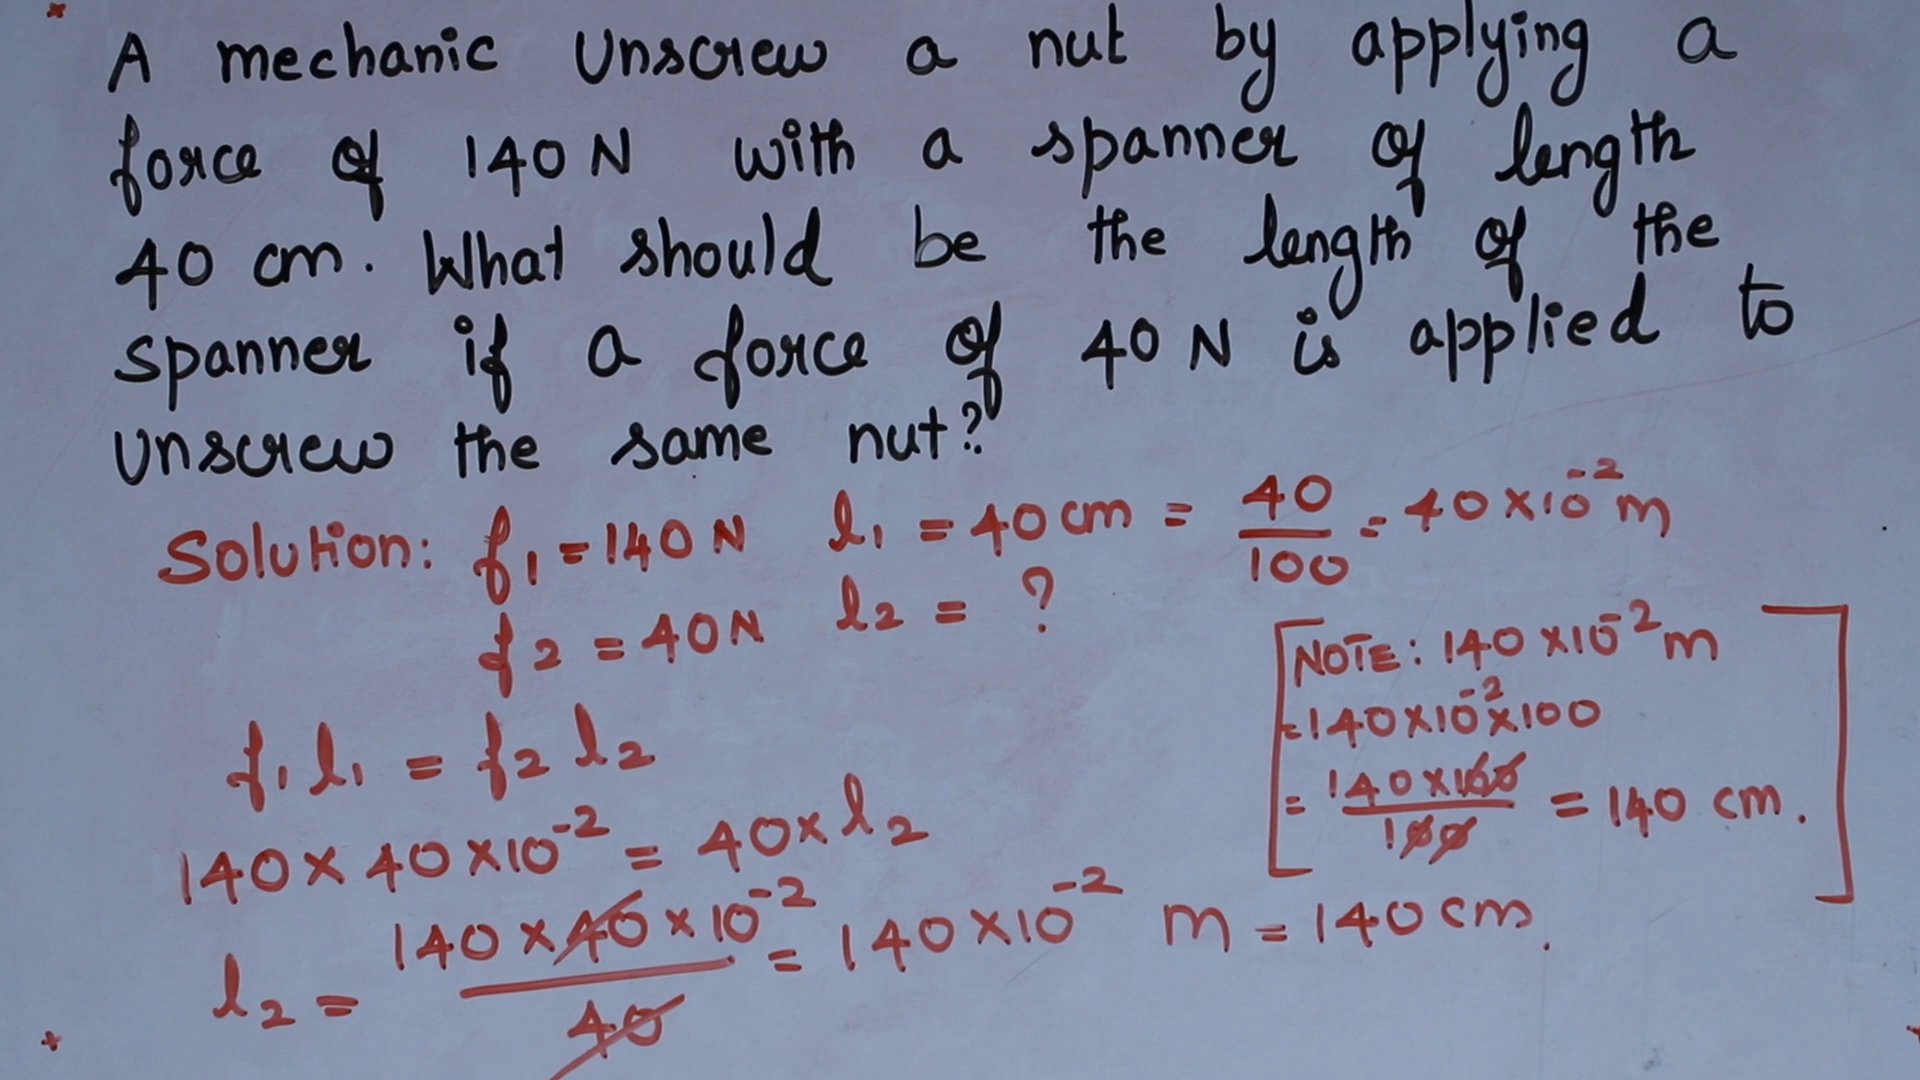 A mechanic Unscrew a nut by applying a
force of 140 N with a spanner of length
40 cm. What should be the length of the
spanner if a force of 40 N is applied to
Unscrew the same nut?
Solution: f₁ = 140 N l₁ = 40 cm = 40/100 = 40 × 10⁻² m
f₂ = 40 N l₂ = ?
[NOTE: 140 × 10⁻² m
= 140 × 10⁻² × 100
= 140 × 100/100 = 140 cm.]
f₁ l₁ = f₂ l₂
140 × 40 × 10⁻² = 40 × l₂
l₂ = 140 × 40 × 10⁻²/40 = 140 × 10⁻² m = 140 cm.